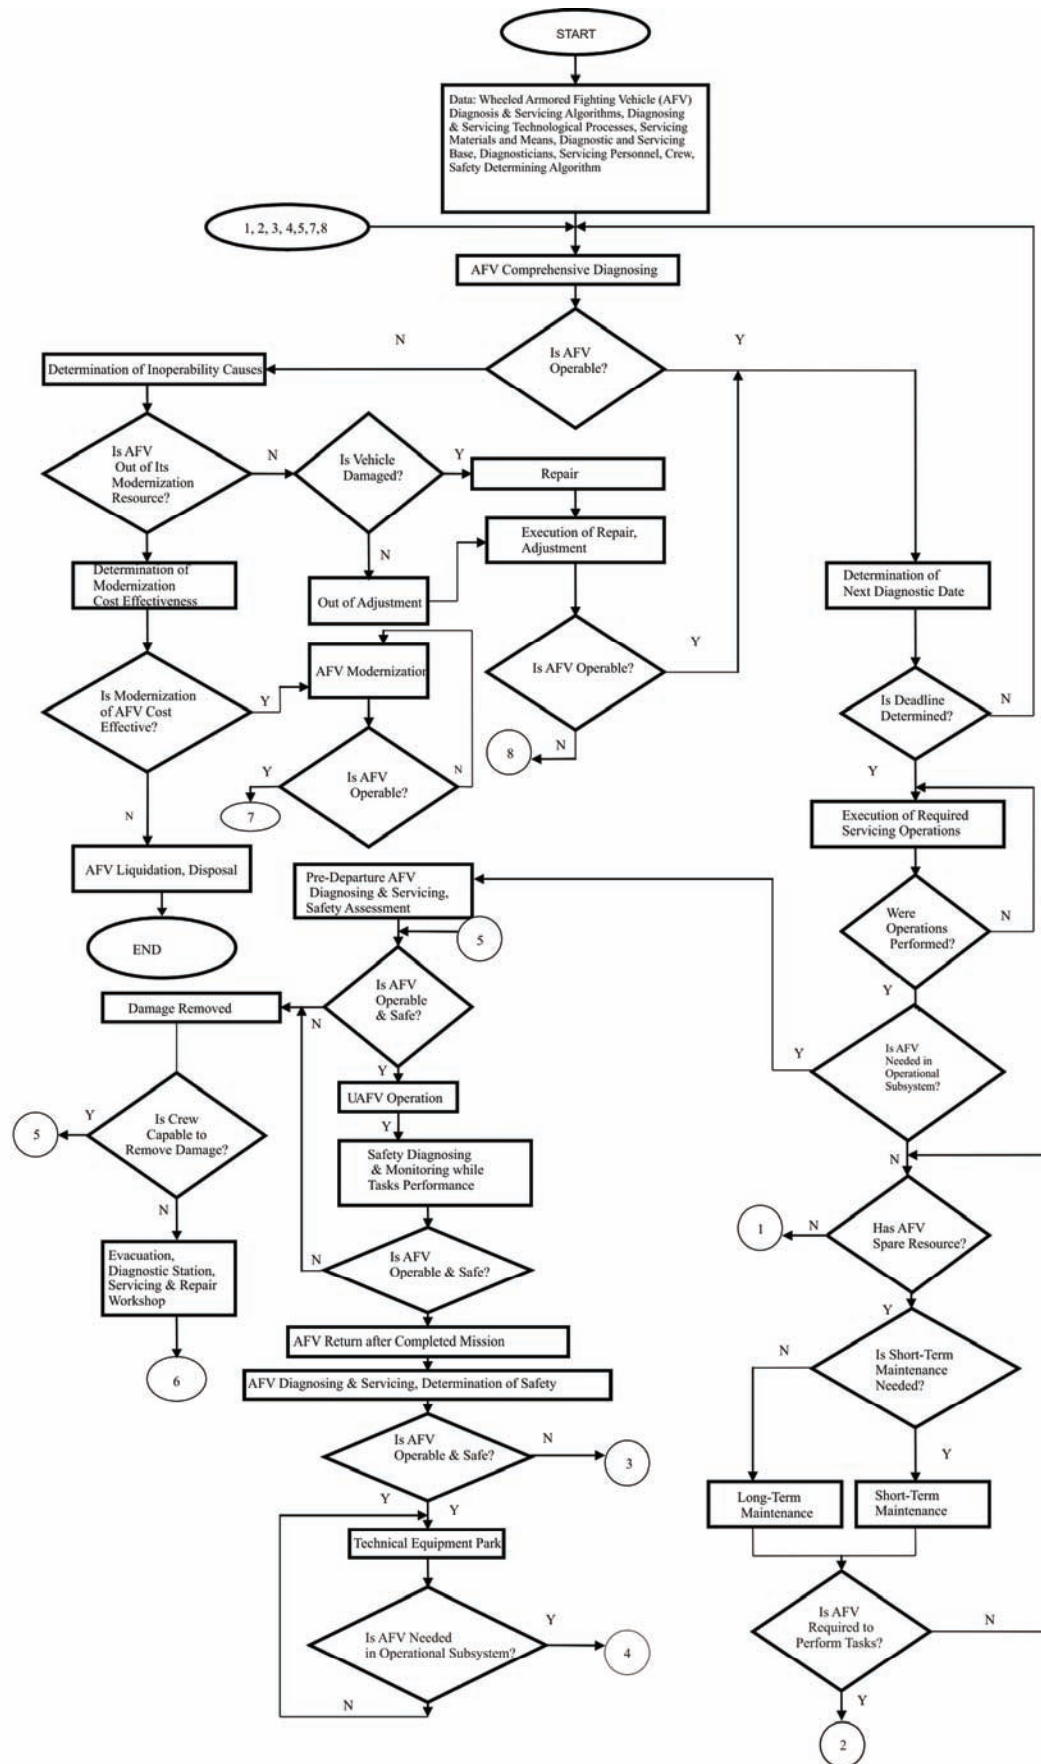 START
Data: Wheeled Armored Fighting Vehicle (AFV)
Diagnosis & Servicing Algorithms, Diagnosing
& Servicing Technological Processes, Servicing
Materials and Means, Diagnostic and Servicing
Base, Diagnosticians, Servicing Personnel, Crew,
Safety Determining Algorithm
1, 2, 3, 4,5,7,8
AFV Comprehensive Diagnosing
Is AFV
Operable?
N
Y
Determination of Inoperability Causes
Is AFV
Out of Its
Modernization
Resource?
N
Is Vehicle
Damaged?
Y
Repair
Execution of Repair,
Adjustment
N
Out of Adjustment
Determination of
Modernization
Cost Effectiveness
Determination of
Next Diagnostic Date
Is AFV Operable?
Y
N
8
AFV Modernization
Is Modernization
of AFV Cost
Effective?
Y
N
Is AFV
Operable?
Y
N
7
Is Deadline
Determined?
N
Y
Execution of Required
Servicing Operations
Were
Operations
Performed?
N
Y
AFV Liquidation, Disposal
END
Pre-Departure AFV
Diagnosing & Servicing,
Safety Assessment
5
Is AFV
Operable
& Safe?
N
Y
Damage Removed
Is Crew
Capable to
Remove Damage?
Y
5
N
Evacuation,
Diagnostic Station,
Servicing & Repair
Workshop
6
UAFV Operation
Y
Safety Diagnosing
& Monitoring while
Tasks Performance
Is AFV
Operable & Safe?
N
AFV Return after Completed Mission
AFV Diagnosing & Servicing, Determination of Safety
Is AFV
Operable & Safe?
N
3
Y
Y
Technical Equipment Park
Is AFV Needed
in Operational Subsystem?
Y
4
N
Is AFV
Needed in
Operational
Subsystem?
Y
N
Has AFV
Spare Resource?
N
1
Y
Is Short-Term
Maintenance
Needed?
N
Y
Long-Term
Maintenance
Short-Term
Maintenance
Is AFV
Required to
Perform Tasks?
N
Y
2